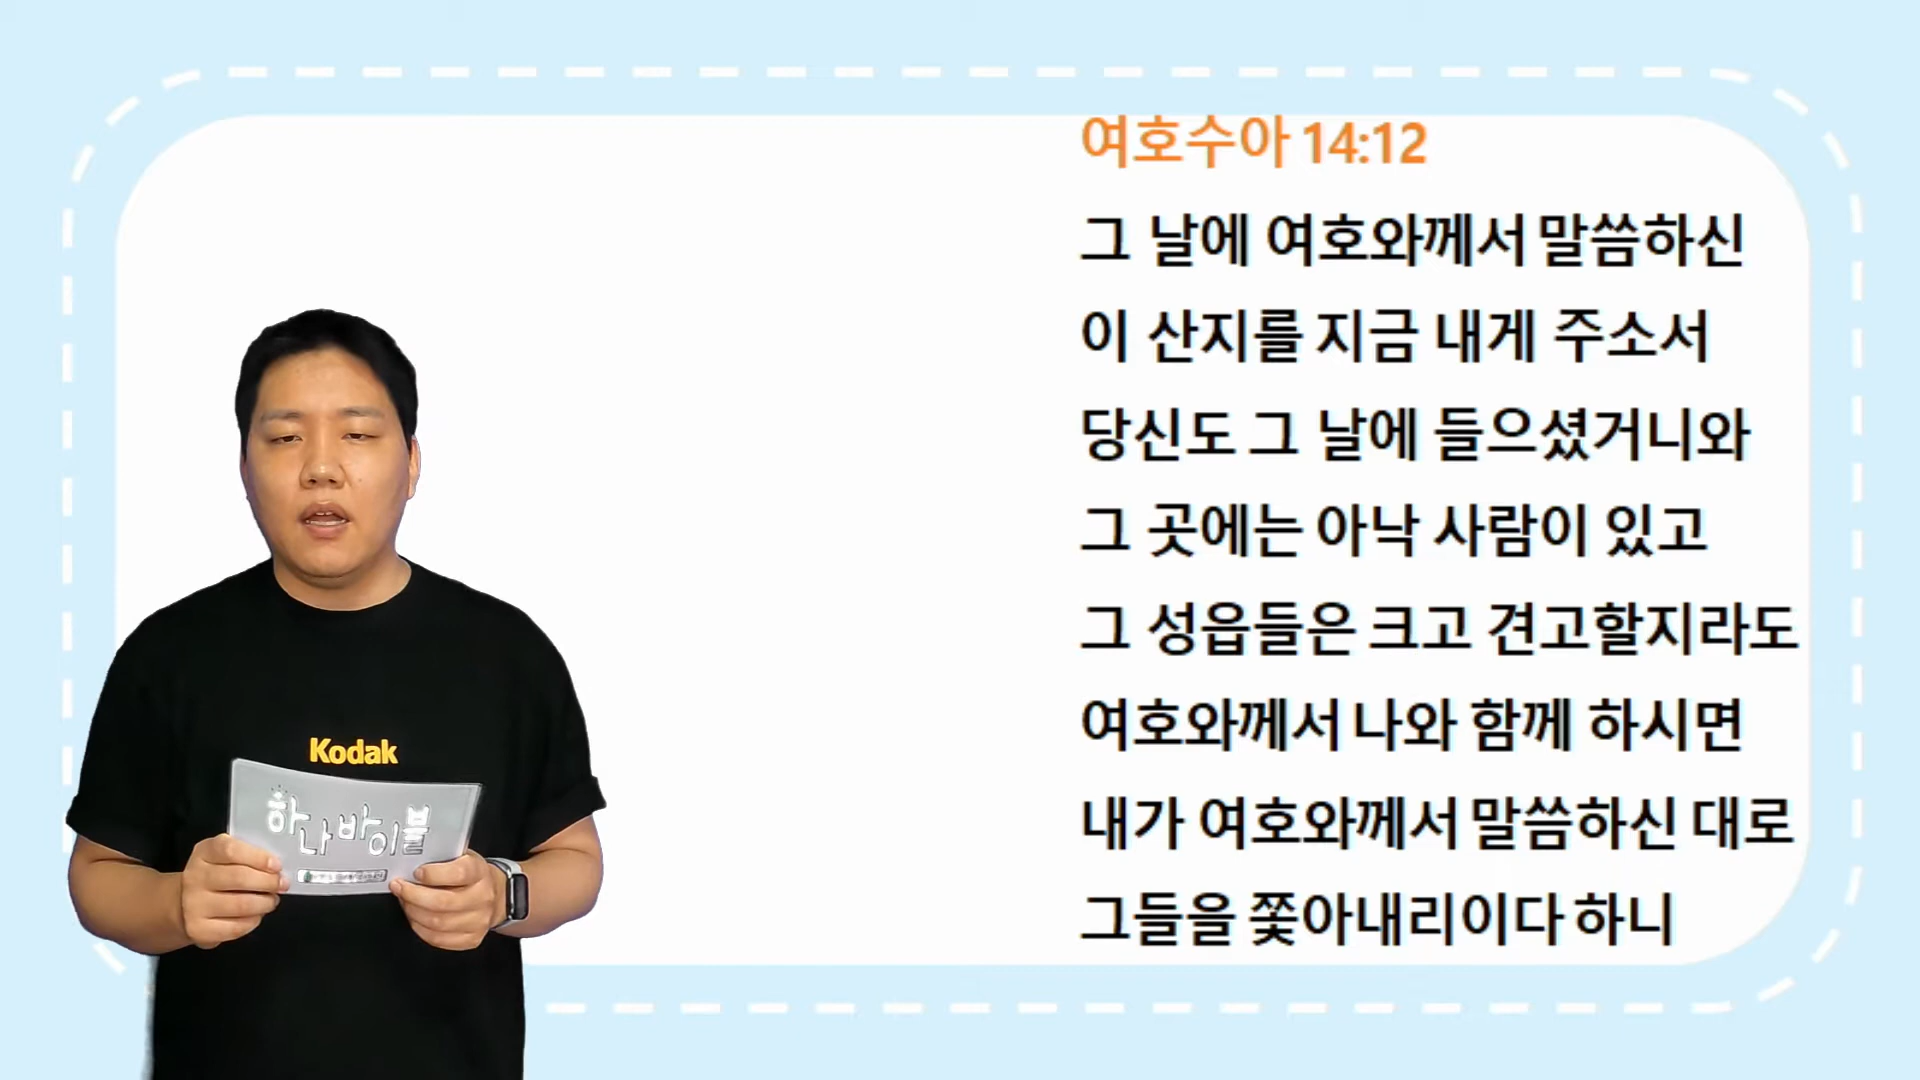 여호수아 14:12
그 날에 여호와께서 말씀하신
이 산지를 지금 내게 주소서
당신도 그 날에 들으셨거니와
그 곳에는 아낙 사람이 있고
그 성읍들은 크고 견고할지라도
여호와께서 나와 함께 하시면
내가 여호와께서 말씀하신 대로
그들을 쫓아내리이다 하니
Kodak
하나바이블